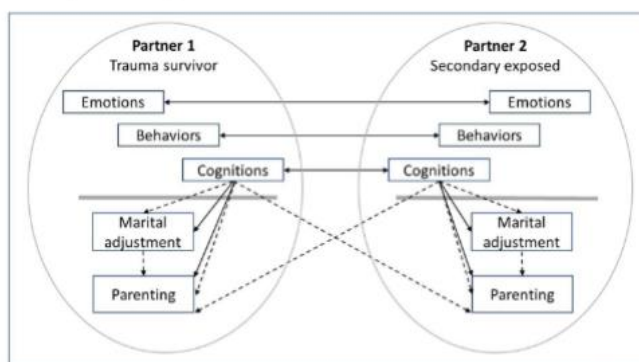 Partner 1
Trauma survivor
Partner 2
Secondary exposed
Emotions
Emotions
Behaviors
Behaviors
Cognitions
Cognitions
Marital
adjustment
Marital
adjustment
Parenting
Parenting